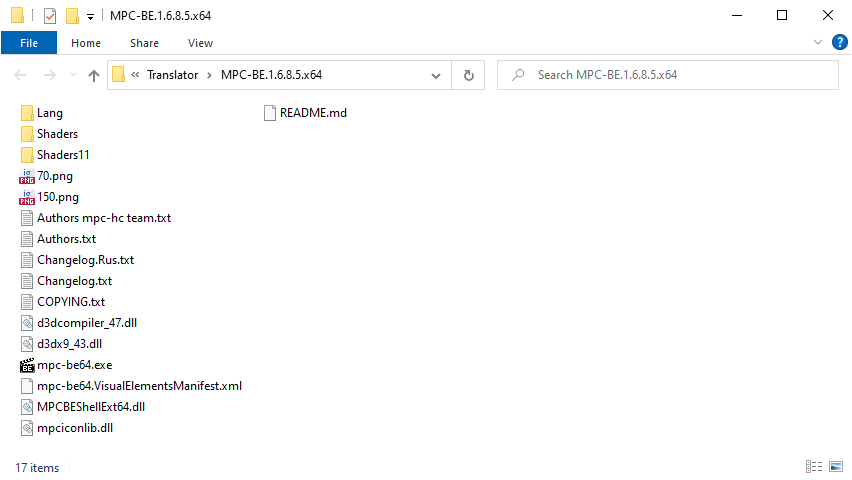 MPC-BE.1.6.8.5.x64
File Home Share View
Translator MPC-BE.1.6.8.5.x64 Search MPC-BE.1.6.8.5.x64
Lang
Shaders
Shaders11
70.png
150.png
Authors mpc-hc team.txt
Authors.txt
Changelog.Rus.txt
Changelog.txt
COPYING.txt
d3dcompiler_47.dll
d3dx9_43.dll
mpc-be64.exe
mpc-be64.VisualElementsManifest.xml
MPCBEShellExt64.dll
mpciconlib.dll
README.md
17 items